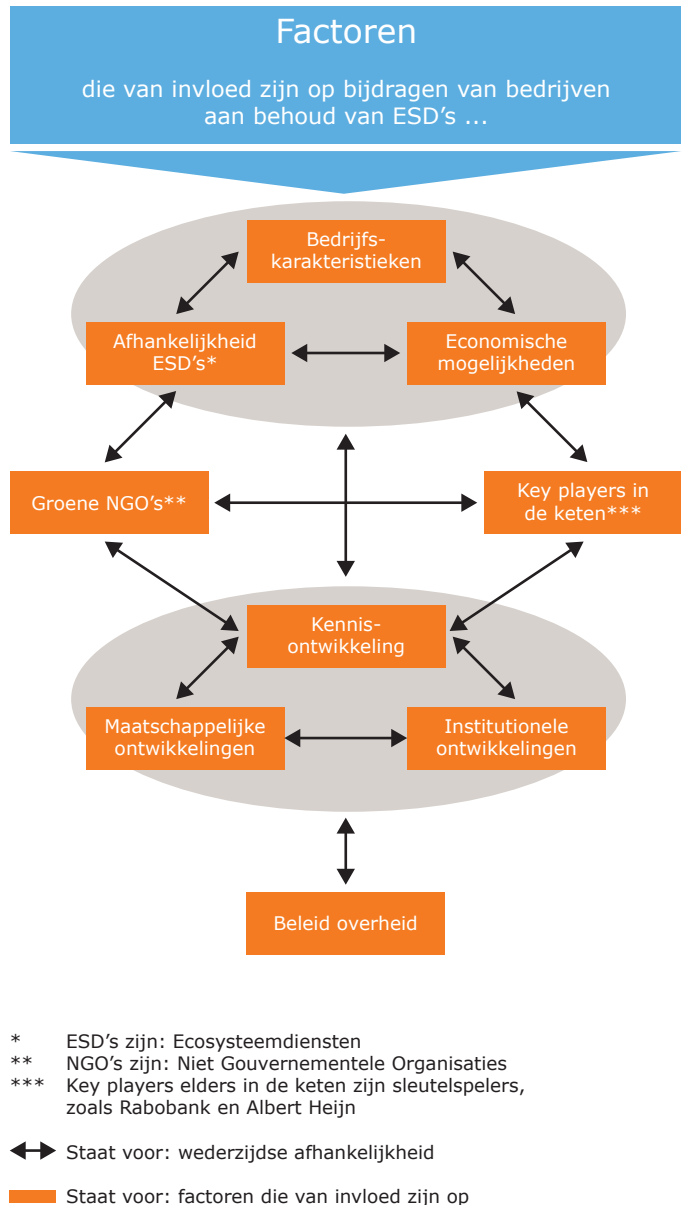 Factoren
die van invloed zijn op bijdragen van bedrijven
aan behoud van ESD’s ...
Bedrijfs-
karakteristieken
Afhankelijkheid
ESD’s*
Economische
mogelijkheden
Groene NGO’s**
Key players in
de keten***
Kennis-
ontwikkeling
Maatschappelijke
ontwikkelingen
Institutionele
ontwikkelingen
Beleid overheid
* ESD’s zijn: Ecosysteemdiensten
** NGO’s zijn: Niet Gouvernementele Organisaties
*** Key players elders in de keten zijn sleutelspelers,
zoals Rabobank en Albert Heijn
Staat voor: wederzijdse afhankelijkheid
Staat voor: factoren die van invloed zijn op